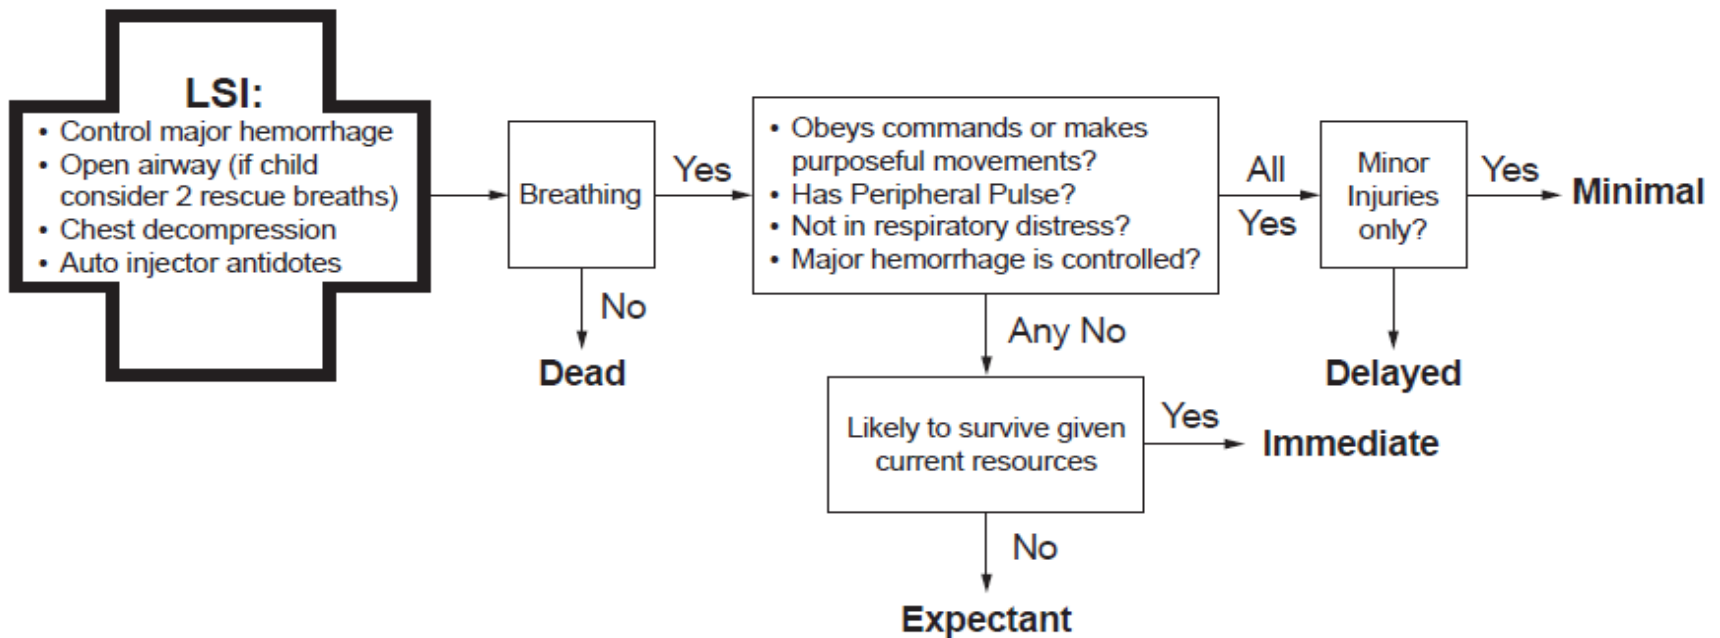 LSI:
• Control major hemorrhage
• Open airway (if child
consider 2 rescue breaths)
• Chest decompression
• Auto injector antidotes
Breathing
Yes
No
Dead
• Obeys commands or makes
purposeful movements?
• Has Peripheral Pulse?
• Not in respiratory distress?
• Major hemorrhage is controlled?
All
Yes
Minor
Injuries
only?
Yes
Minimal
Delayed
Any No
Likely to survive given
current resources
Yes
Immediate
No
Expectant